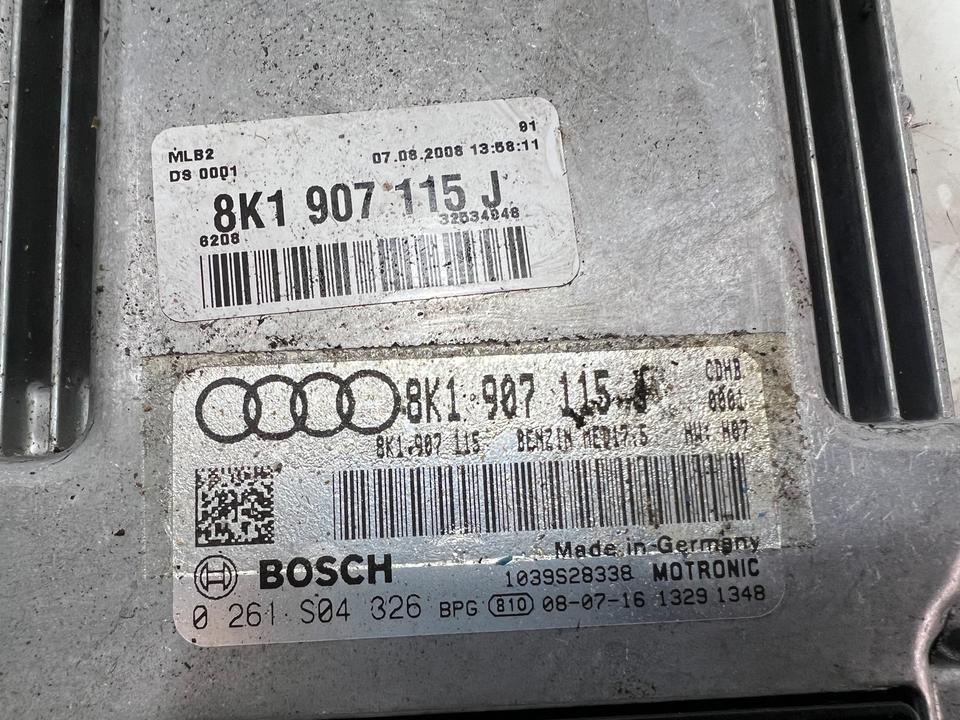 91
MLB2 07.08.2008 13:58:11
DS 0001
8K1 907 115 J
6208 32534948
8K1 907 115 J CDHB
0001
8K1.907 115 BENZIN MED17.5 HW: H07
Made in Germany
BOSCH 1039S28338 MOTRONIC
0 261 S04 326 BPG 810 08-07-16 1329 1348